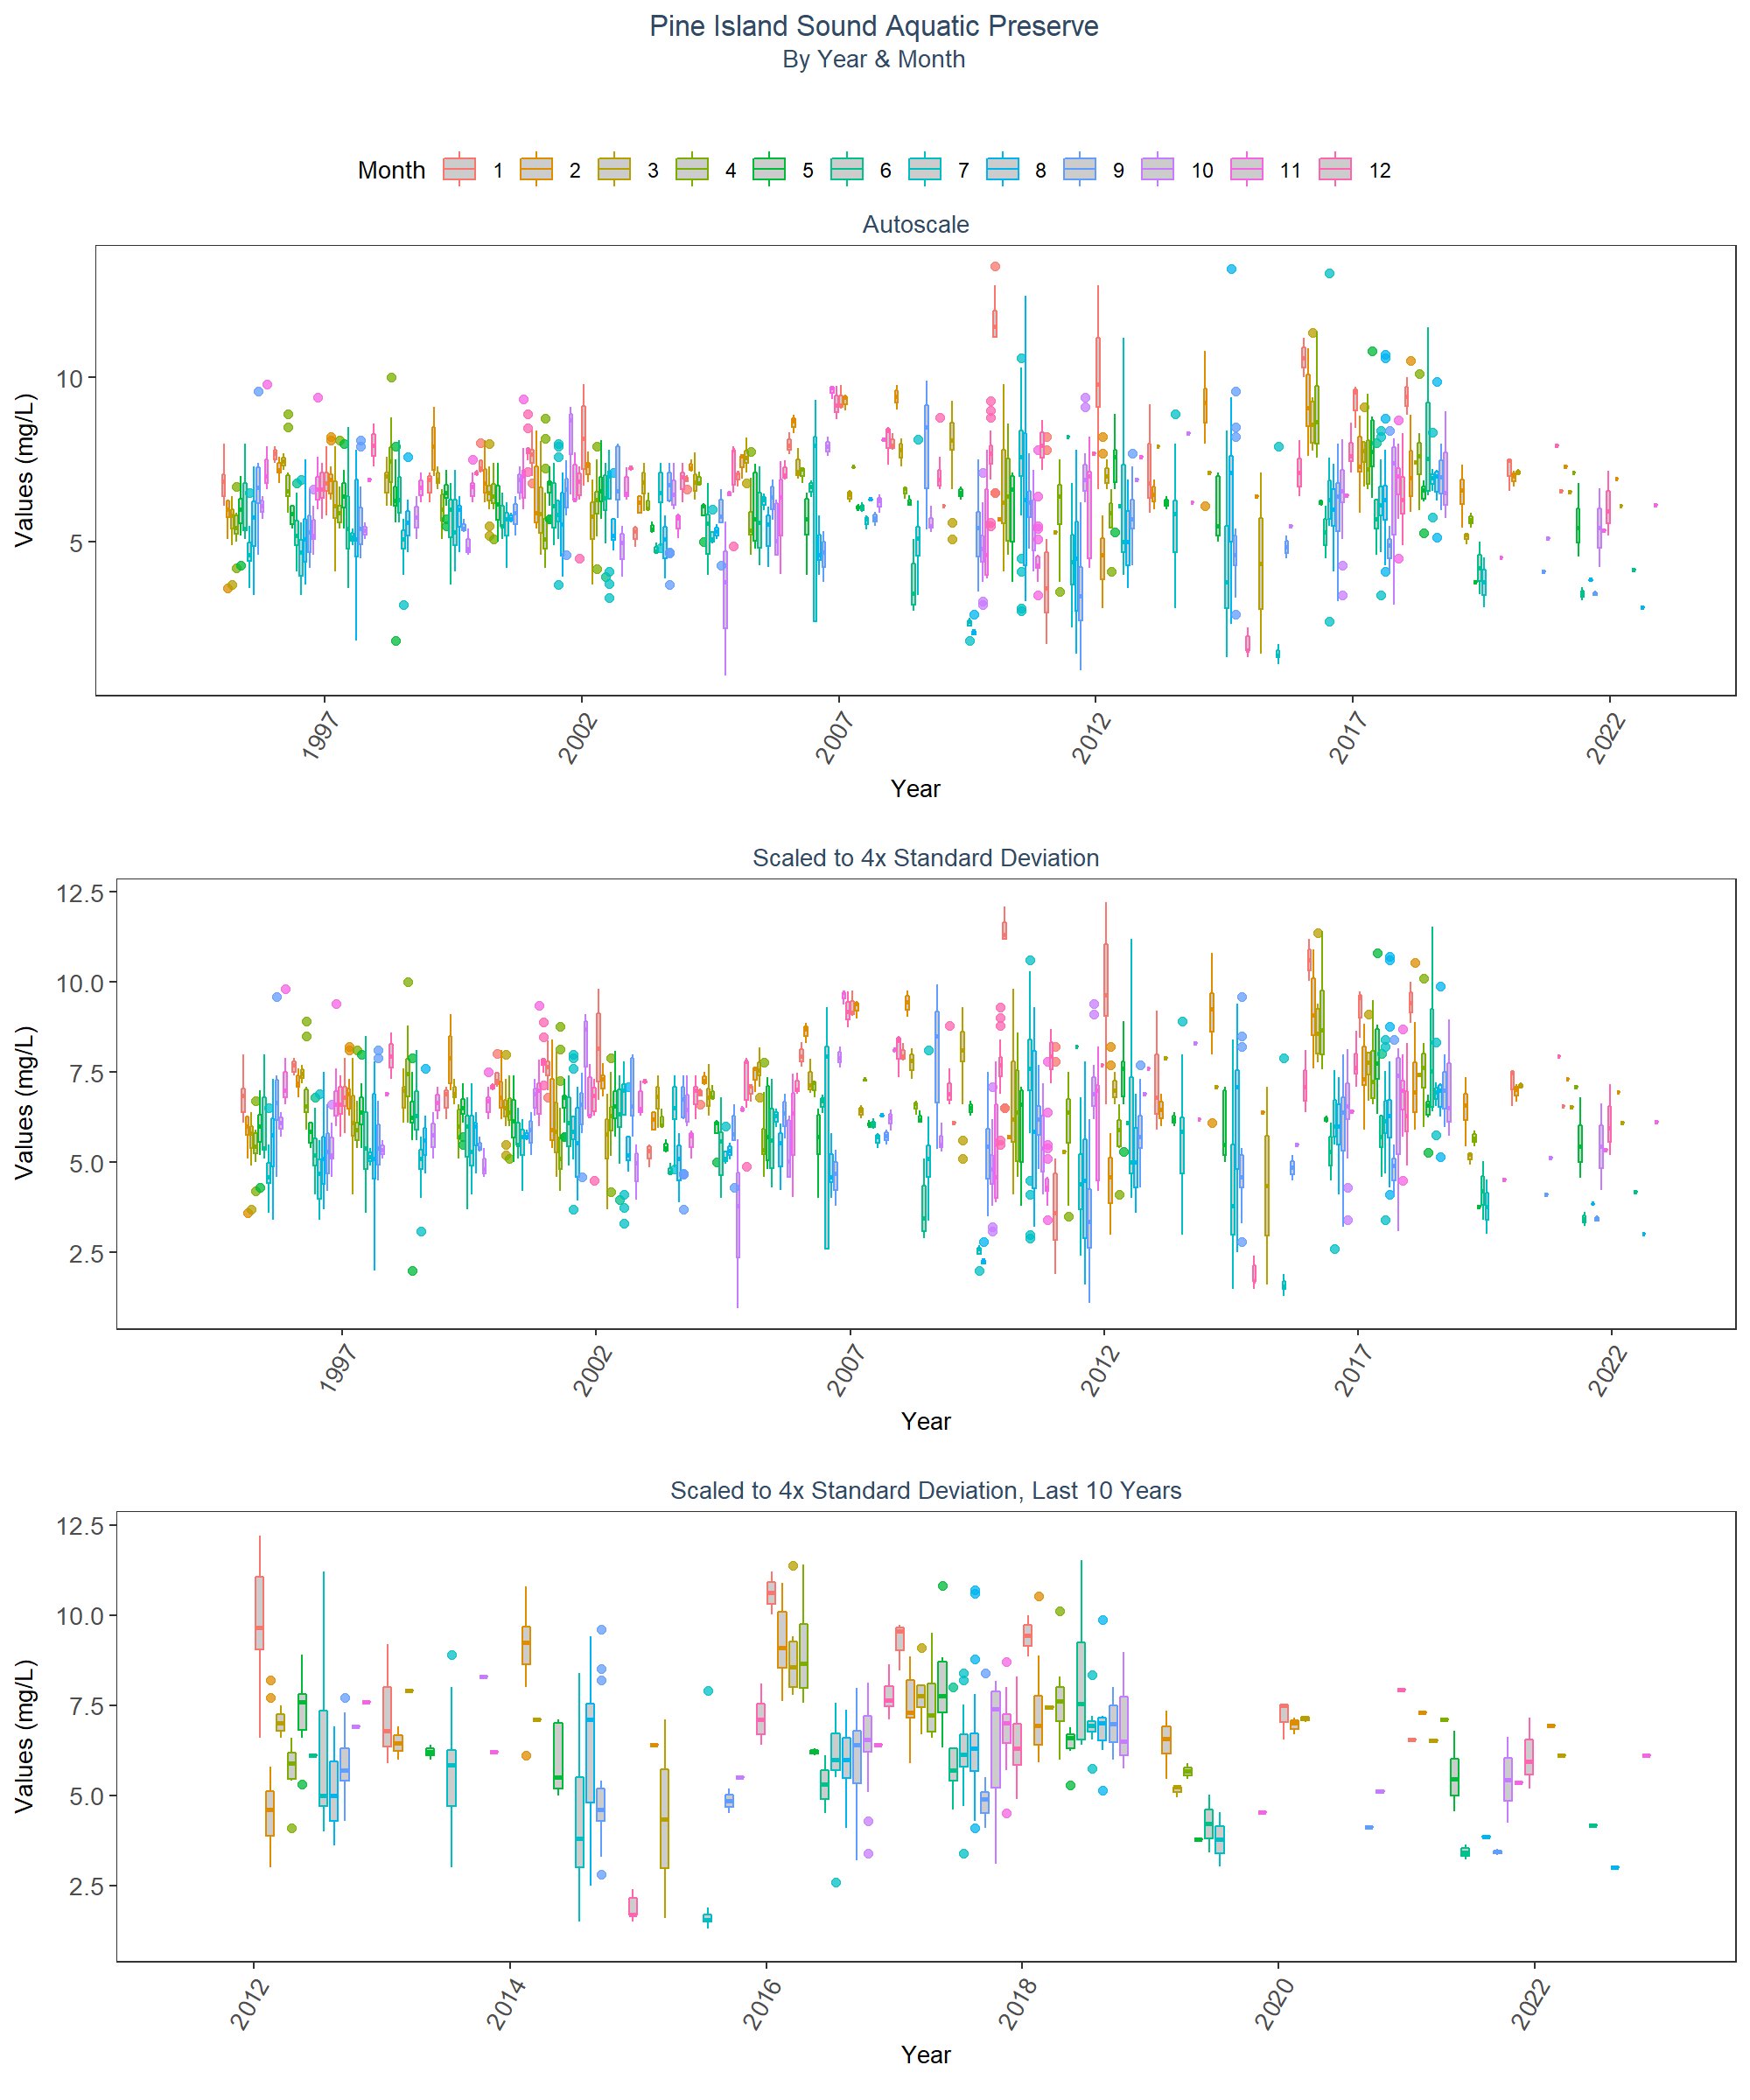 Pine Island Sound Aquatic Preserve
By Year & Month
Month 1 2 3 4 5 6 7 8 9 10 11 12
Autoscale
Values (mg/L)
10
5
1997 2002 2007 2012 2017 2022
Year
Scaled to 4x Standard Deviation
Values (mg/L)
12.5
10.0
7.5
5.0
2.5
1997 2002 2007 2012 2017 2022
Year
Scaled to 4x Standard Deviation, Last 10 Years
Values (mg/L)
12.5
10.0
7.5
5.0
2.5
2012 2014 2016 2018 2020 2022
Year